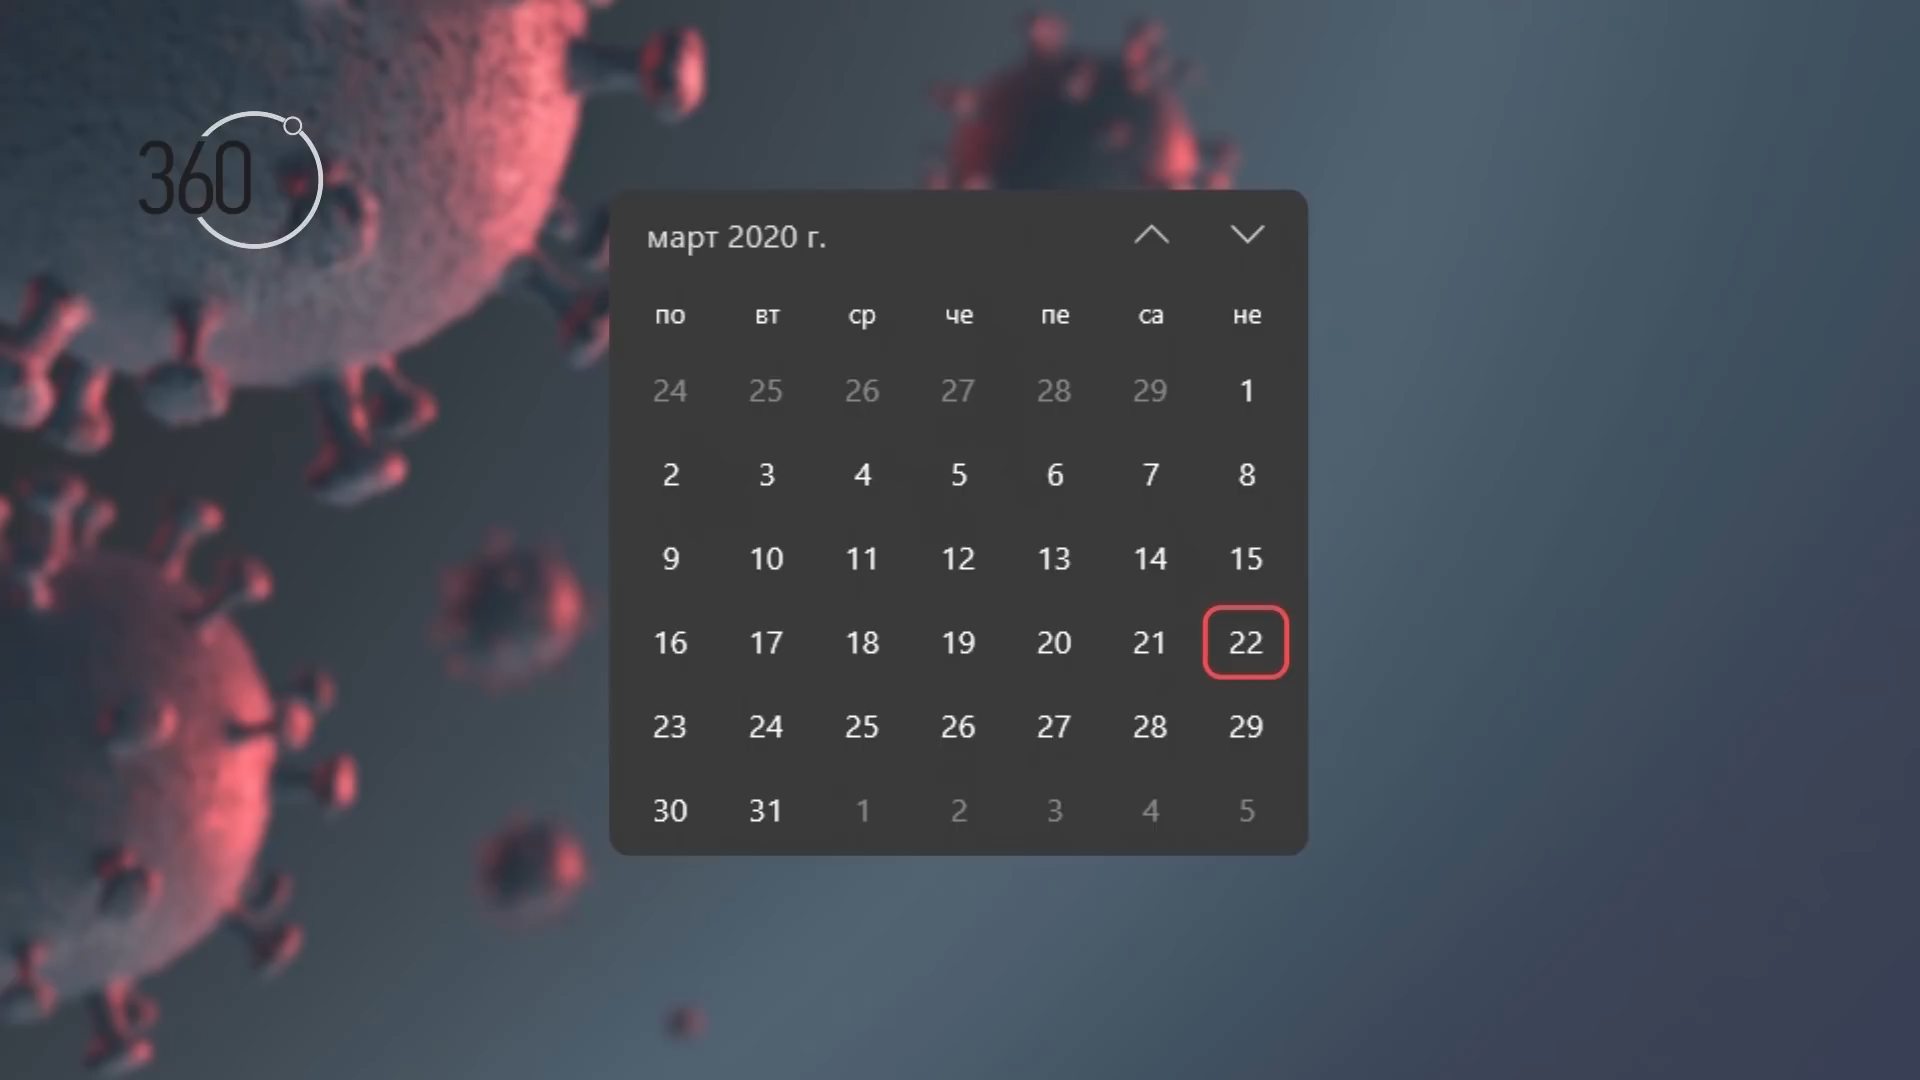 360
март 2020 г.
по вт ср че пе са не
24 25 26 27 28 29 1
2 3 4 5 6 7 8
9 10 11 12 13 14 15
16 17 18 19 20 21 22
23 24 25 26 27 28 29
30 31 1 2 3 4 5